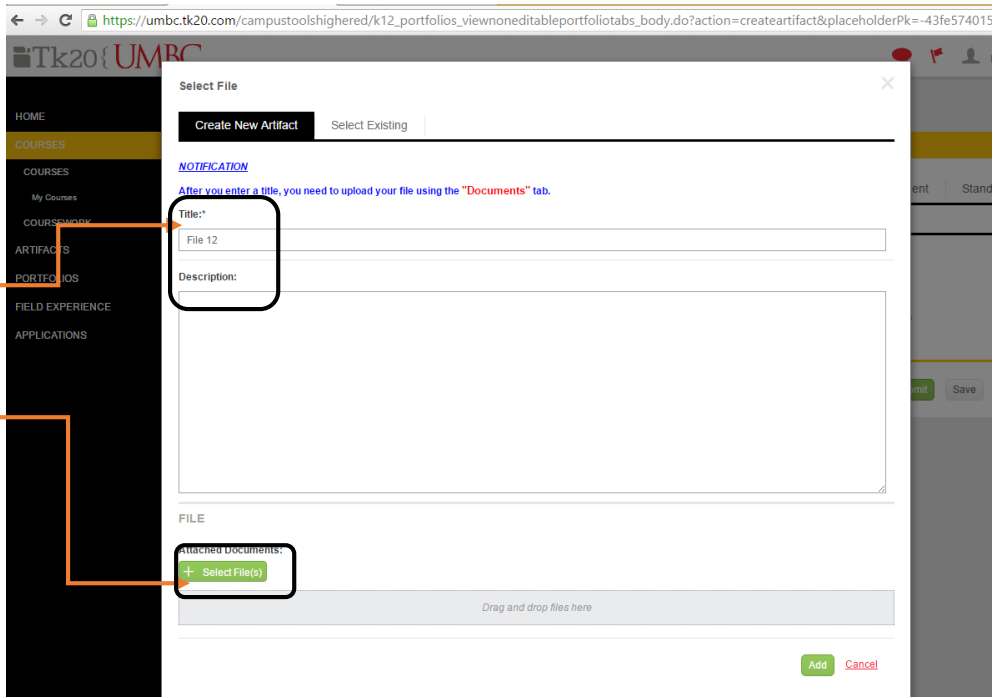 https://umbc.tk20.com/campustoolshighered/k12_portfolios_viewnoneditableportfoliotabs_body.do?action=createartifact&placeholderPk=-43fe574015
Tk20{ UMBC
HOME
COURSES
COURSES
My Courses
COURSEWORK
ARTIFACTS
PORTFOLIOS
FIELD EXPERIENCE
APPLICATIONS
Select File
Create New Artifact Select Existing
NOTIFICATION
After you enter a title, you need to upload your file using the "Documents" tab.
Title:*
File 12
Description:
FILE
Attached Documents:
+ Select File(s)
Drag and drop files here
Add Cancel
ent Stand
mit Save